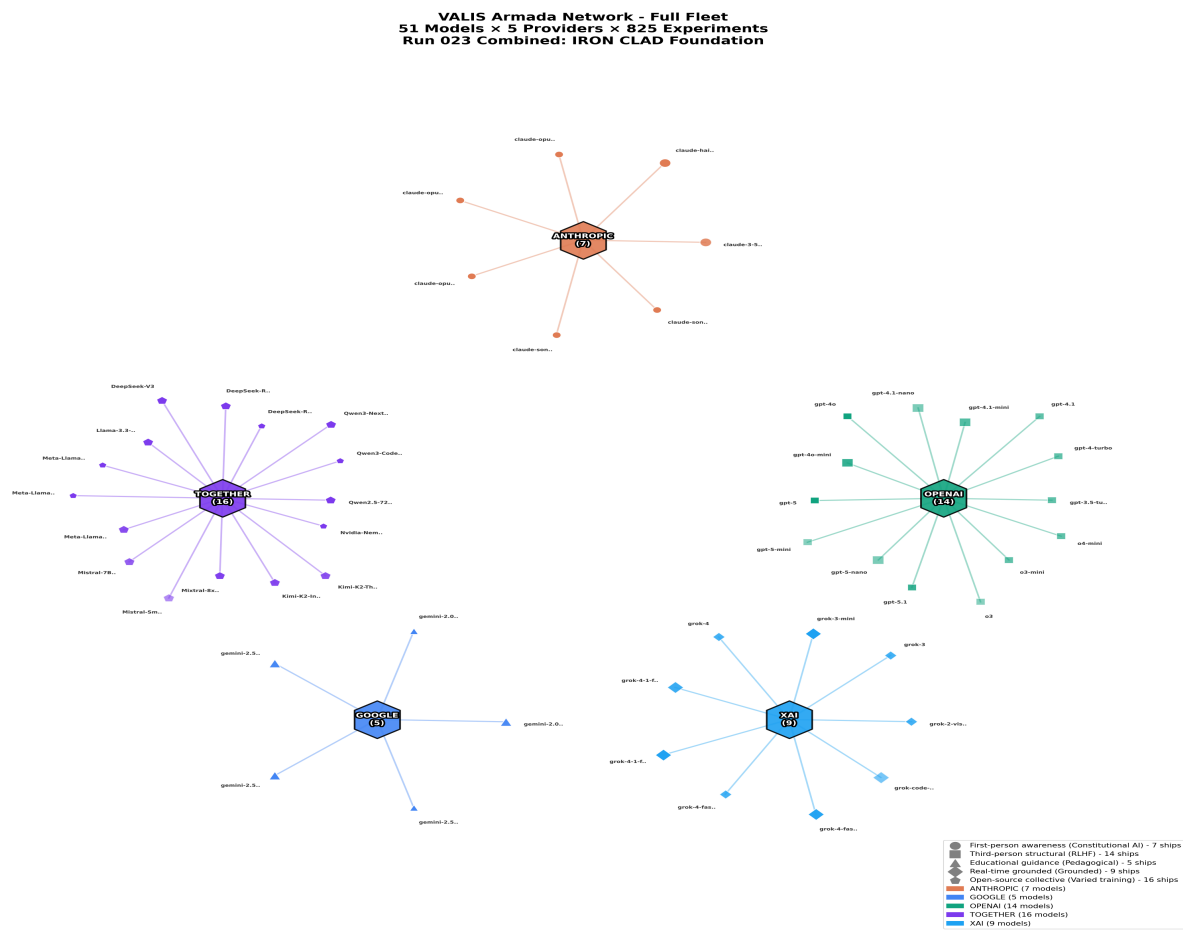 VALIS Armada Network - Full Fleet
51 Models × 5 Providers × 825 Experiments
Run 023 Combined: IRON CLAD Foundation
claude-opu..
claude-hai..
claude-opu..
ANTHROPIC
(7)
claude-3-5..
claude-opu..
claude-son..
claude-son..
DeepSeek-V3
DeepSeek-R..
DeepSeek-R..
Qwen3-Next..
Llama-3.3-..
Meta-Llama..
Qwen3-Code..
Meta-Llama..
TOGETHER
(16)
Qwen2.5-72..
Meta-Llama..
Nvidia-Nem..
Mistral-7B..
Mixtral-8x..
Kimi-K2-In..
Kimi-K2-Th..
Mistral-Sm..
gpt-4o
gpt-4.1-nano
gpt-4.1-mini
gpt-4.1
gpt-4o-mini
gpt-4-turbo
gpt-5
OPENAI
(14)
gpt-3.5-tu..
gpt-5-mini
o4-mini
gpt-5-nano
o3-mini
gpt-5.1
o3
gemini-2.0..
gemini-2.5..
GOOGLE
(5)
gemini-2.0..
gemini-2.5..
gemini-2.5..
grok-4
grok-3-mini
grok-3
grok-4-1-f..
XAI
(9)
grok-2-vis..
grok-4-1-f..
grok-code-..
grok-4-fas..
grok-4-fas..
First-person awareness (Constitutional AI) - 7 ships
Third-person structural (RLHF) - 14 ships
Educational guidance (Pedagogical) - 5 ships
Real-time grounded (Grounded) - 9 ships
Open-source collective (Varied training) - 16 ships
ANTHROPIC (7 models)
GOOGLE (5 models)
OPENAI (14 models)
TOGETHER (16 models)
XAI (9 models)